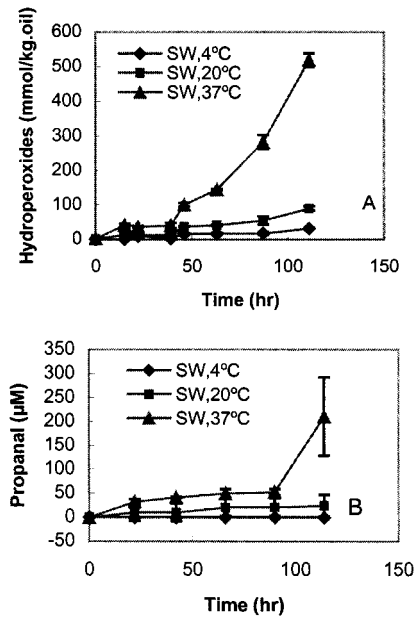 Hydroperoxides (mmol/kg.oil)
600
500
400
300
200
100
0
SW,4ºC
SW,20ºC
SW,37ºC
A
0
50
100
150
Time (hr)
Propanal (µM)
350
300
250
200
150
100
50
0
-50
SW,4ºC
SW,20ºC
SW,37ºC
B
0
50
100
150
Time (hr)